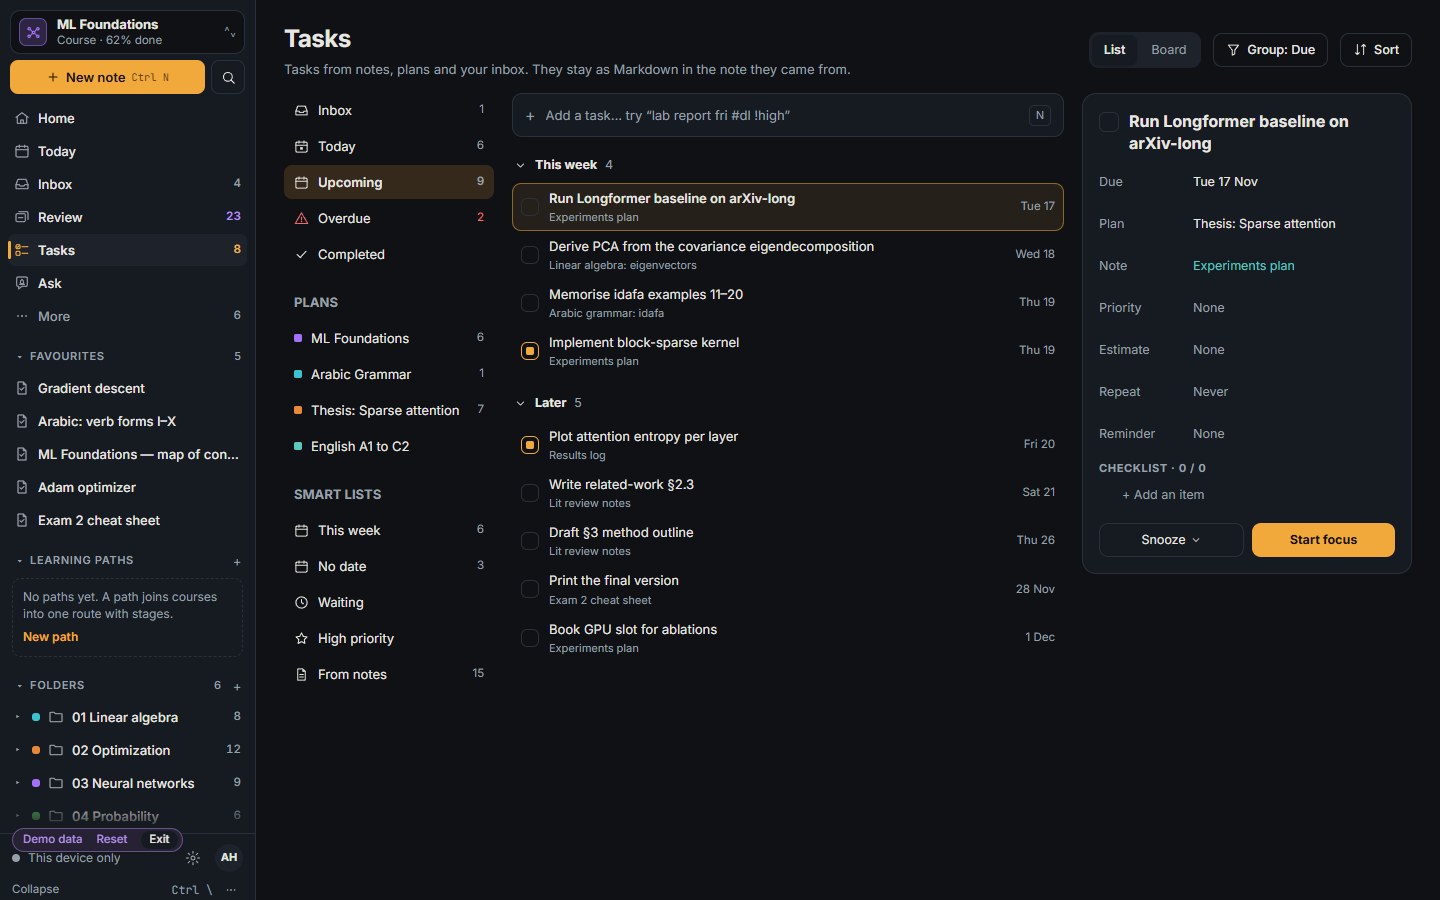 ML Foundations
Course · 62% done
+ New note Ctrl N
Home
Today
Inbox 4
Review 23
Tasks 8
Ask
More 6
FAVOURITES 5
Gradient descent
Arabic: verb forms I–X
ML Foundations — map of con...
Adam optimizer
Exam 2 cheat sheet
LEARNING PATHS +
No paths yet. A path joins courses
into one route with stages.
New path
FOLDERS 6 +
01 Linear algebra 8
02 Optimization 12
03 Neural networks 9
04 Probability 6
Demo data Reset Exit
This device only AH
Collapse Ctrl \ ...
Tasks
Tasks from notes, plans and your inbox. They stay as Markdown in the note they came from.
List Board Group: Due Sort
Inbox 1
Today 6
Upcoming 9
Overdue 2
Completed
PLANS
ML Foundations 6
Arabic Grammar 1
Thesis: Sparse attention 7
English A1 to C2
SMART LISTS
This week 6
No date 3
Waiting
High priority
From notes 15
+ Add a task... try “lab report fri #dl !high” N
This week 4
Run Longformer baseline on arXiv-long Tue 17
Experiments plan
Derive PCA from the covariance eigendecomposition Wed 18
Linear algebra: eigenvectors
Memorise idafa examples 11–20 Thu 19
Arabic grammar: idafa
Implement block-sparse kernel Thu 19
Experiments plan
Later 5
Plot attention entropy per layer Fri 20
Results log
Write related-work §2.3 Sat 21
Lit review notes
Draft §3 method outline Thu 26
Lit review notes
Print the final version 28 Nov
Exam 2 cheat sheet
Book GPU slot for ablations 1 Dec
Experiments plan
Run Longformer baseline on
arXiv-long
Due Tue 17 Nov
Plan Thesis: Sparse attention
Note Experiments plan
Priority None
Estimate None
Repeat Never
Reminder None
CHECKLIST · 0 / 0
+ Add an item
Snooze Start focus